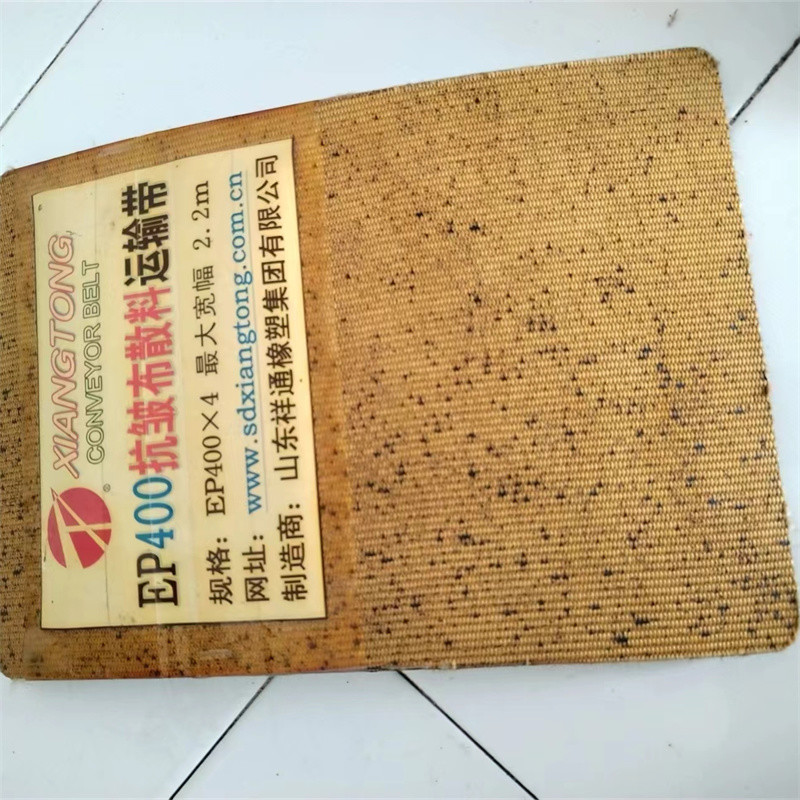 XIANGTONG
CONVEYOR BELT
®
EP400抗皱布散料运输带
规格: EP400×4 最大宽幅 2.2m
网址: www.sdxiangtong.com.cn
制造商: 山东祥通橡塑集团有限公司